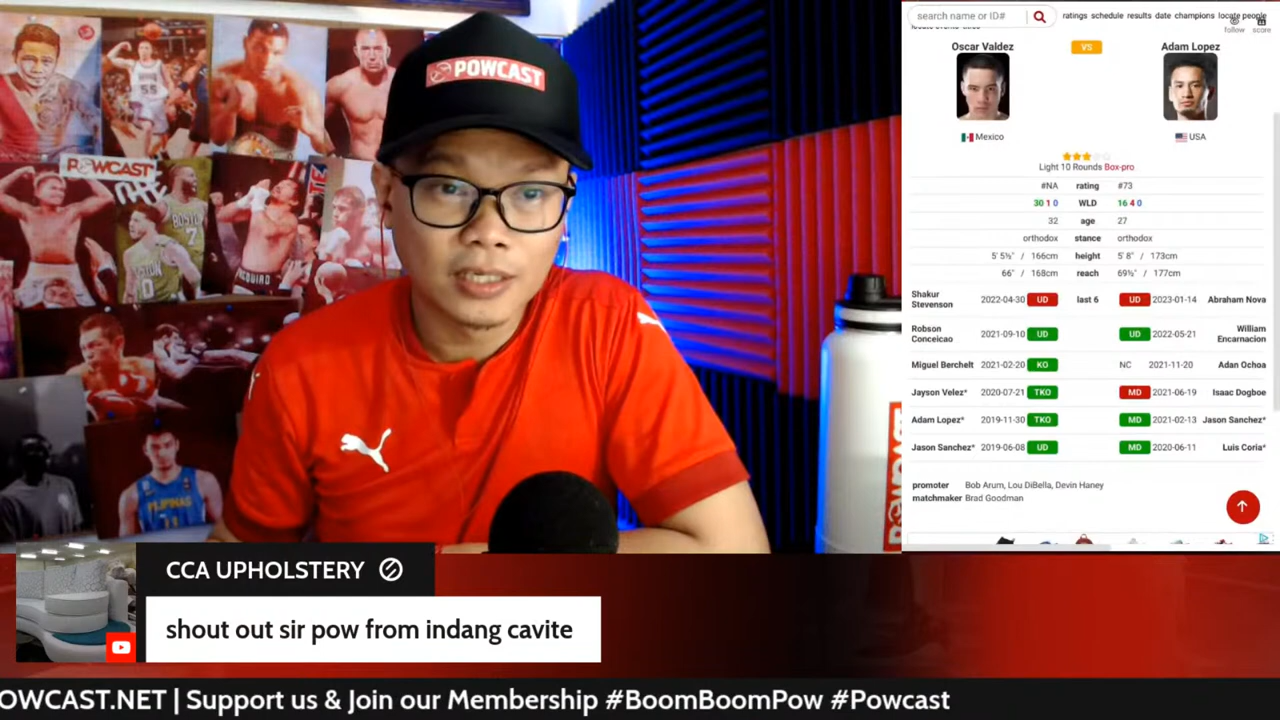 search name or ID#
ratings schedule results date champions locate people
follow
score
Oscar Valdez
VS
Adam Lopez
Mexico
USA
Light 10 Rounds Box-pro
#NA rating #73
30 1 0 WLD 16 4 0
32 age 27
orthodox stance orthodox
5' 5½" / 166cm height 5' 8" / 173cm
66" / 168cm reach 69½" / 177cm
Shakur Stevenson 2022-04-30 UD last 6 UD 2023-01-14 Abraham Nova
Robson Conceicao 2021-09-10 UD UD 2022-05-21 William Encarnacion
Miguel Berchelt 2021-02-20 KO NC 2021-11-20 Adan Ochoa
Jayson Velez* 2020-07-21 TKO MD 2021-06-19 Isaac Dogboe
Adam Lopez* 2019-11-30 TKO MD 2021-02-13 Jason Sanchez*
Jason Sanchez* 2019-06-08 UD MD 2020-06-11 Luis Coria*
promoter Bob Arum, Lou DiBella, Devin Haney
matchmaker Brad Goodman
POWCAST
POWCAST
55
BOSTON
7
BOSTON
0
PILIPINAS
CCA UPHOLSTERY
shout out sir pow from indang cavite
OWCAST.NET | Support us & Join our Membership #BoomBoomPow #Powcast